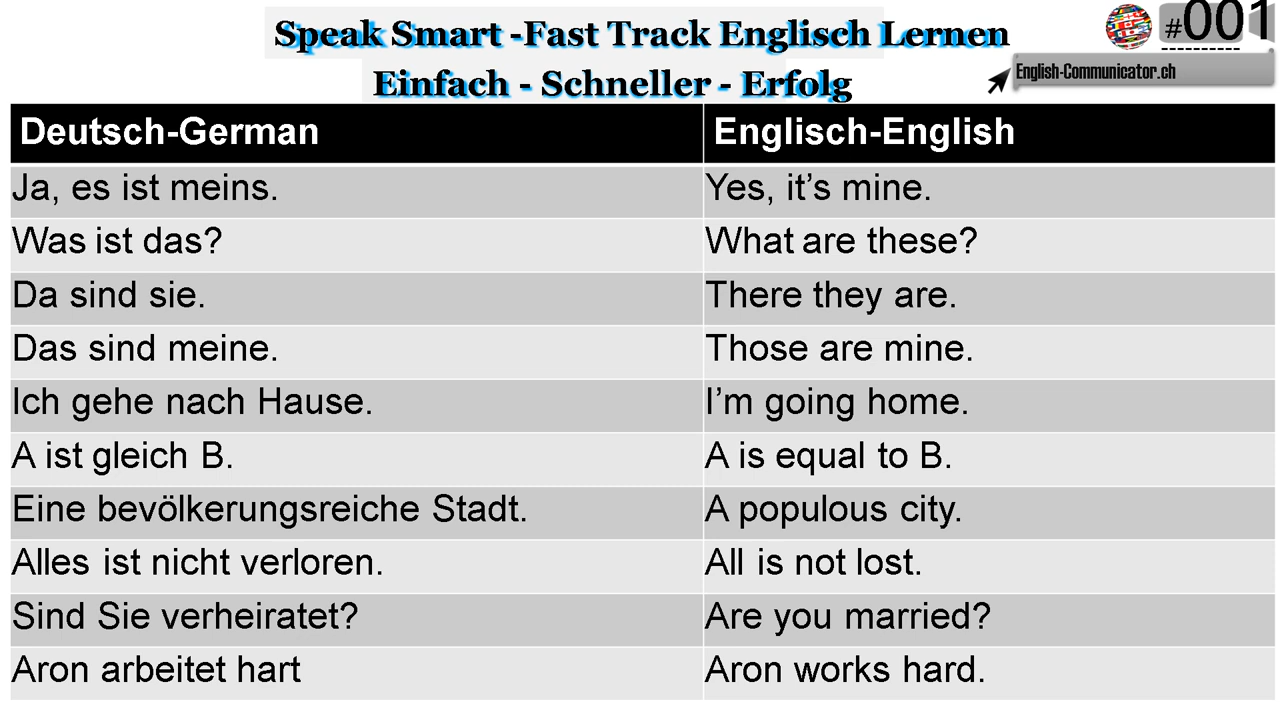 Speak Smart -Fast Track Englisch Lernen
Einfach - Schneller - Erfolg
#001
English-Communicator.ch
Deutsch-German Englisch-English
Ja, es ist meins. Yes, it’s mine.
Was ist das? What are these?
Da sind sie. There they are.
Das sind meine. Those are mine.
Ich gehe nach Hause. I’m going home.
A ist gleich B. A is equal to B.
Eine bevölkerungsreiche Stadt. A populous city.
Alles ist nicht verloren. All is not lost.
Sind Sie verheiratet? Are you married?
Aron arbeitet hart Aron works hard.